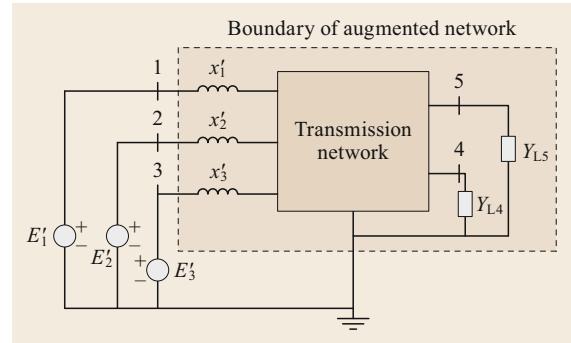 Boundary of augmented network
1
x′1
5
2
x′2
Transmission
network
3
x′3
4
YL5
YL4
E′1
+
−
E′2
+
−
+
−
E′3